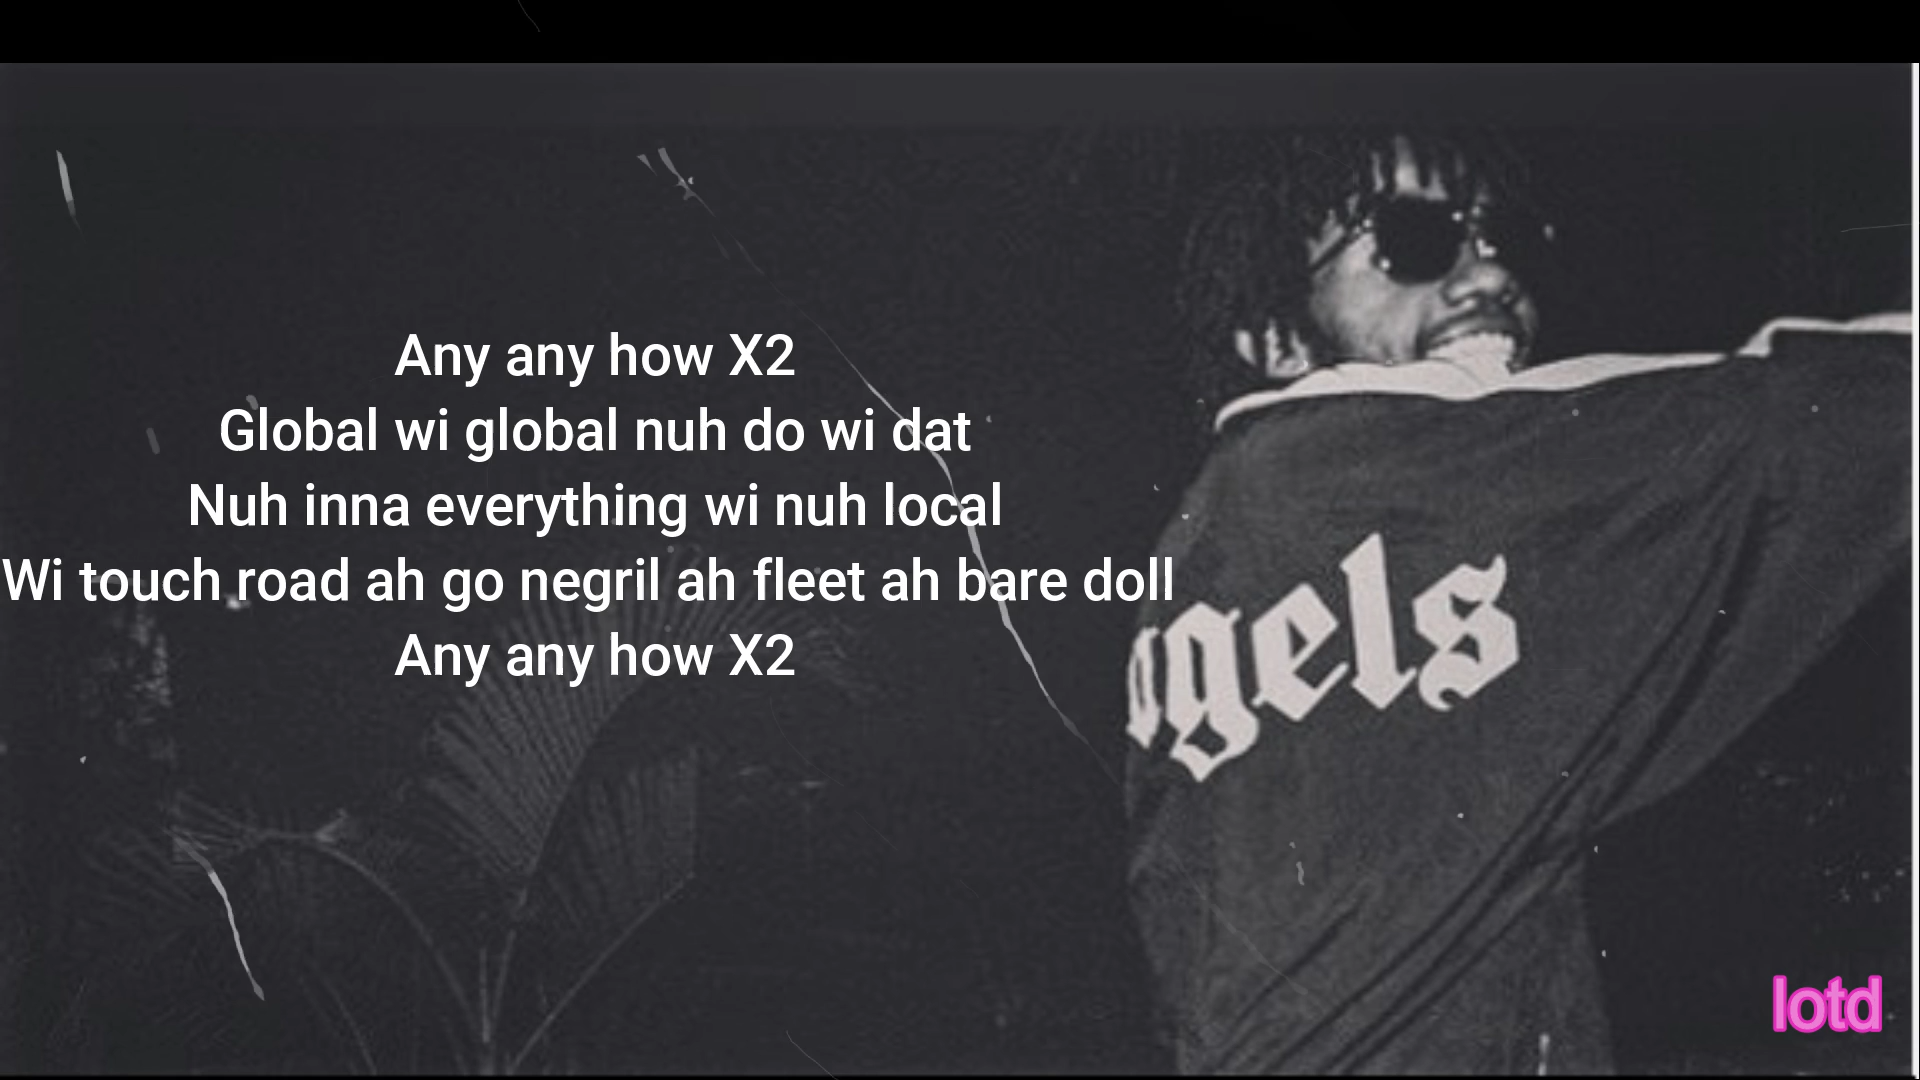 Any any how X2
Global wi global nuh do wi dat
Nuh inna everything wi nuh local
Wi touch road ah go negril ah fleet ah bare doll
Any any how X2
gels
lotd